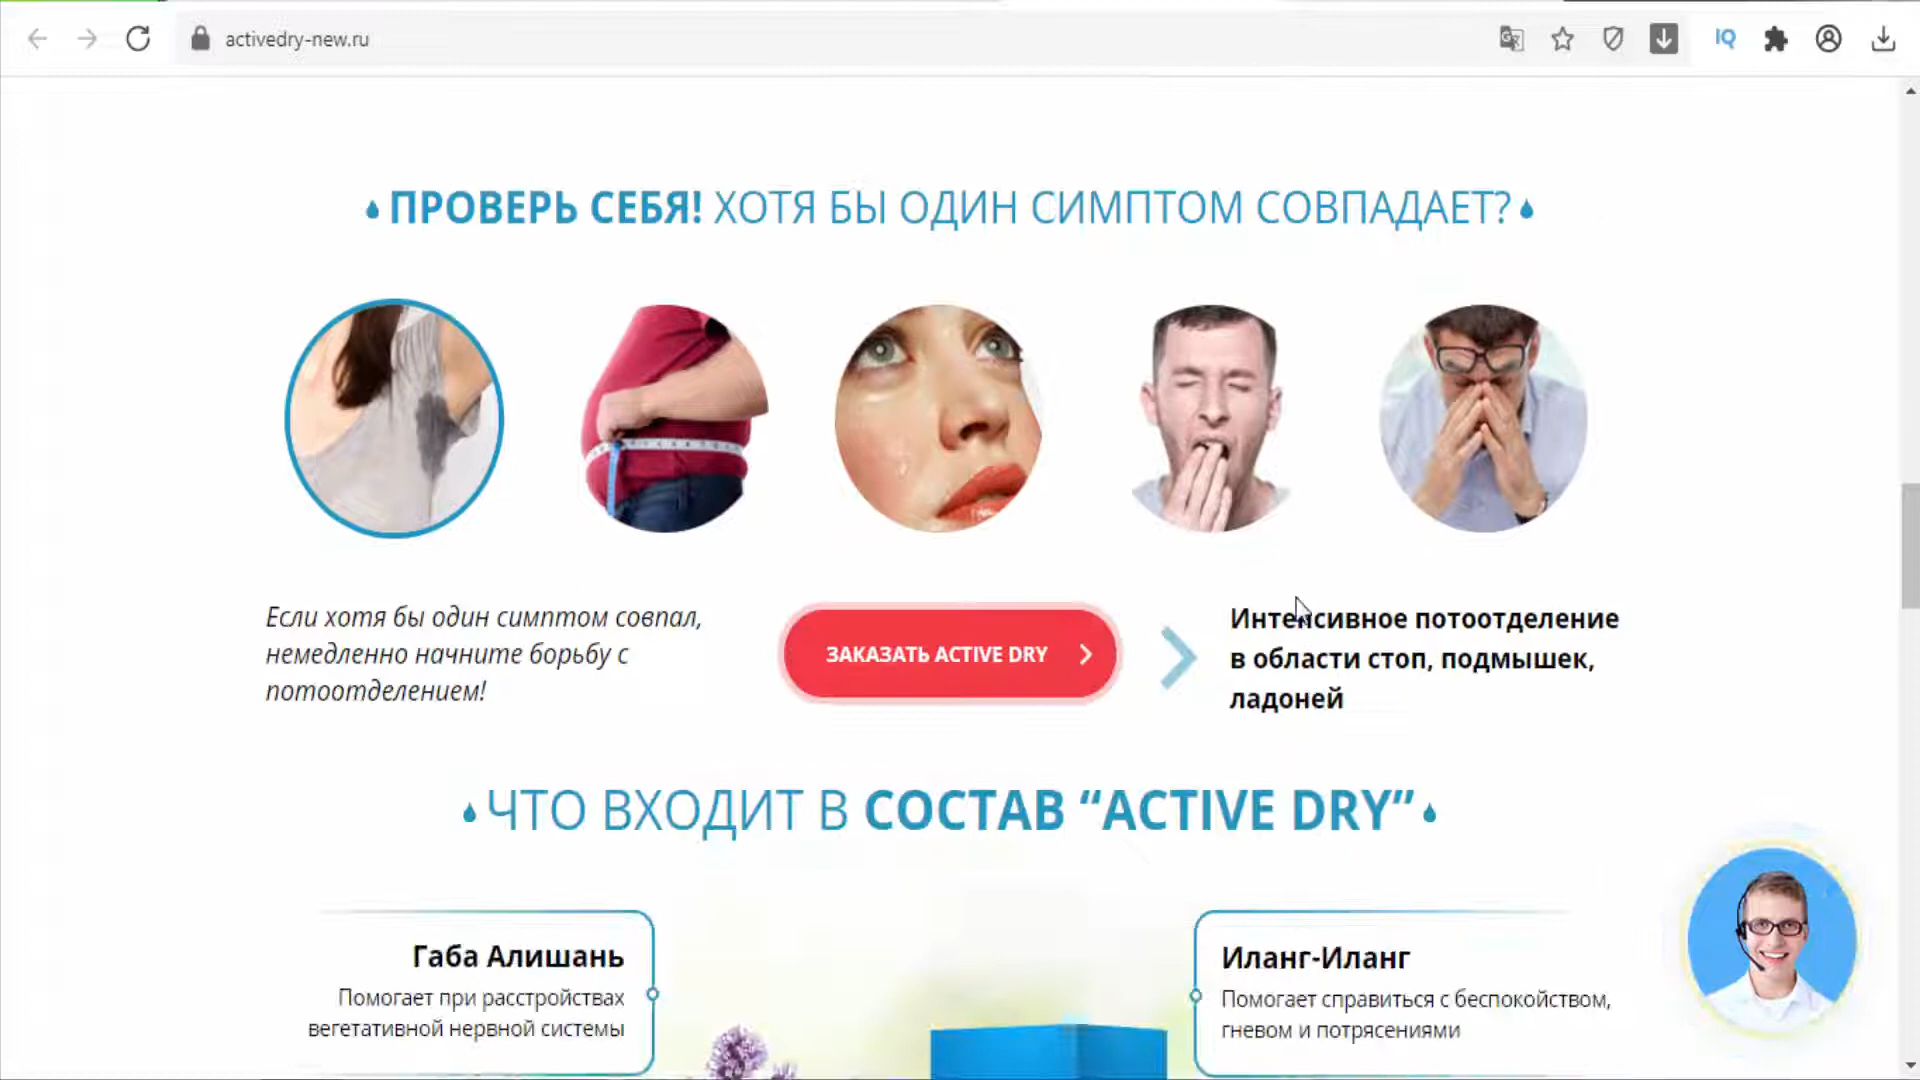 activedry-new.ru
IQ
ПРОВЕРЬ СЕБЯ! ХОТЯ БЫ ОДИН СИМПТОМ СОВПАДАЕТ?
Если хотя бы один симптом совпал,
немедленно начните борьбу с
потоотделением!
ЗАКАЗАТЬ ACTIVE DRY
Интенсивное потоотделение
в области стоп, подмышек,
ладоней
ЧТО ВХОДИТ В СОСТАВ “ACTIVE DRY”
Габа Алишань
Помогает при расстройствах
вегетативной нервной системы
Иланг-Иланг
Помогает справиться с беспокойством,
гневом и потрясениями